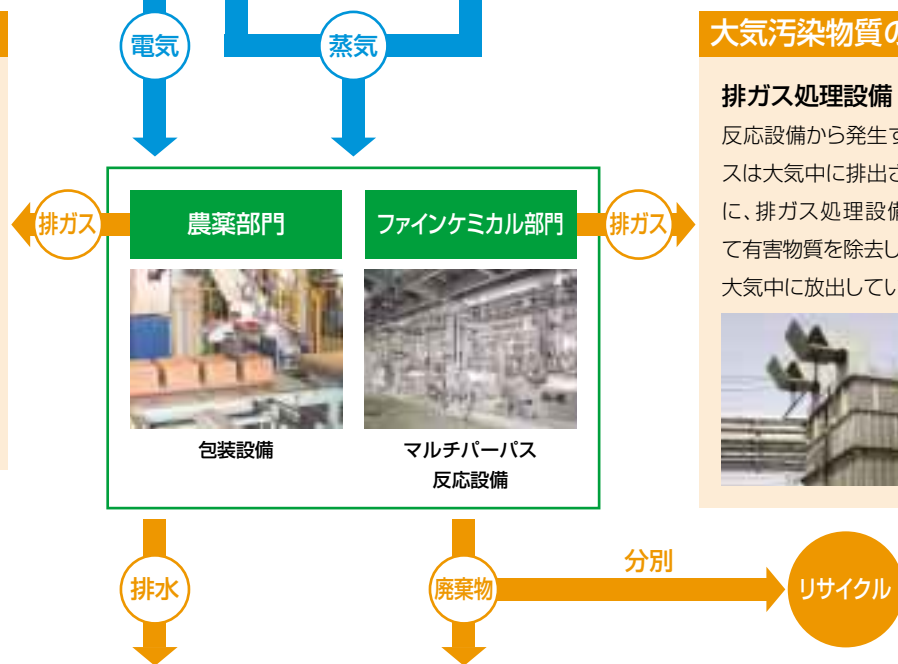 電気
蒸気
大気汚染物質の
排ガス処理設備
反応設備から発生す
スは大気中に排出さ
に、排ガス処理設備
て有害物質を除去し
大気中に放出してい
排ガス
農薬部門
ファインケミカル部門
排ガス
包装設備
マルチパーパス
反応設備
排水
廃棄物
分別
リサイクル